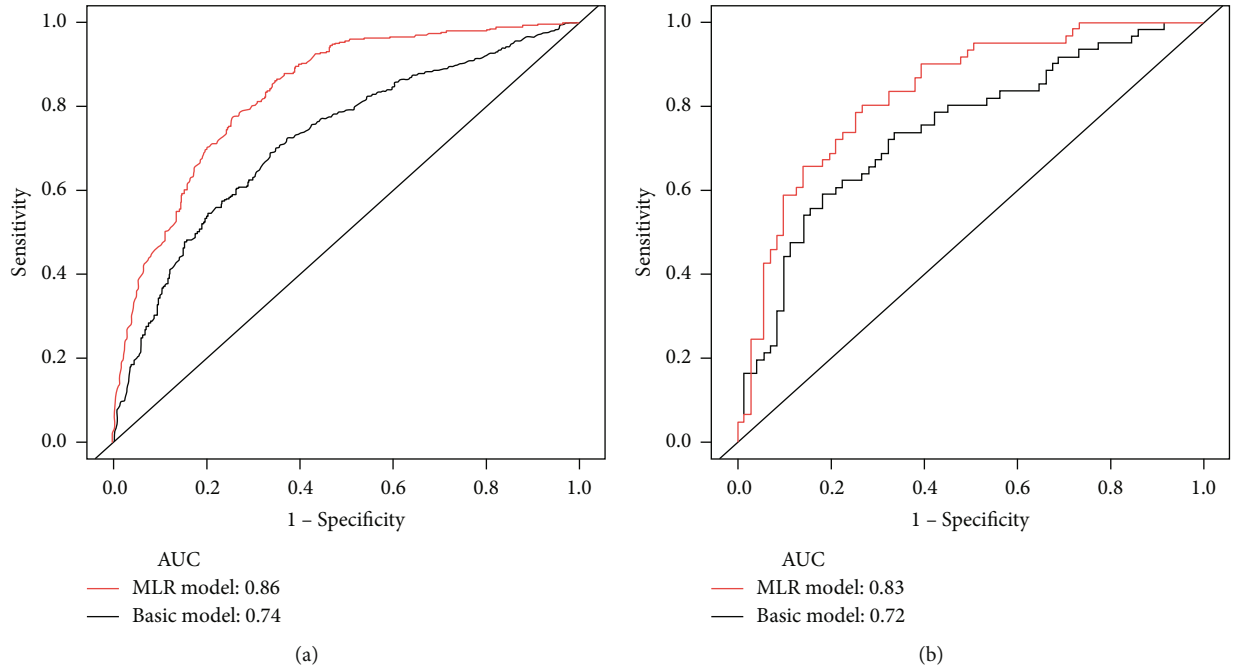 1.0
0.8
0.6
0.4
0.2
0.0
Sensitivity
0.0 0.2 0.4 0.6 0.8 1.0
1 – Specificity
AUC
MLR model: 0.86
Basic model: 0.74
(a)
1.0
0.8
0.6
0.4
0.2
0.0
Sensitivity
0.0 0.2 0.4 0.6 0.8 1.0
1 – Specificity
AUC
MLR model: 0.83
Basic model: 0.72
(b)